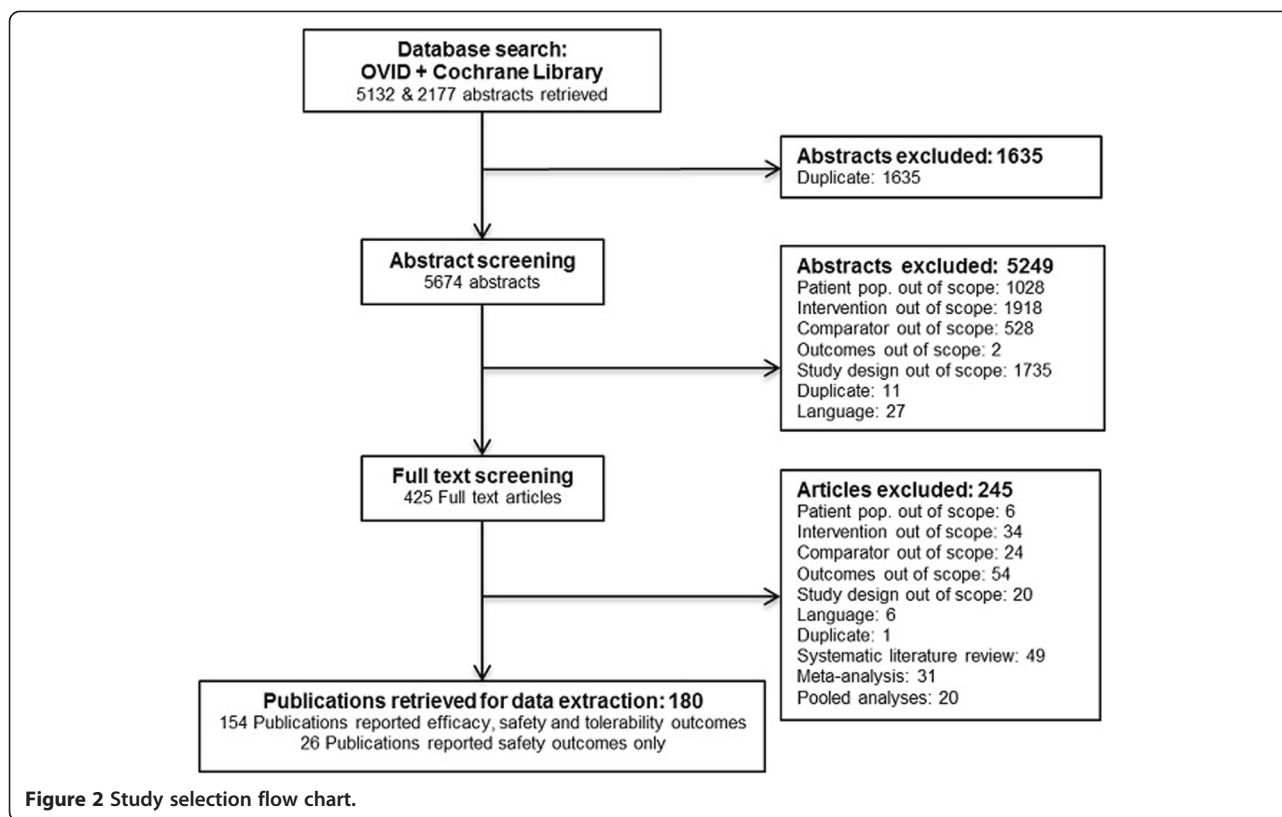 Database search:
OVID + Cochrane Library
5132 & 2177 abstracts retrieved
Abstracts excluded: 1635
Duplicate: 1635
Abstract screening
5674 abstracts
Abstracts excluded: 5249
Patient pop. out of scope: 1028
Intervention out of scope: 1918
Comparator out of scope: 528
Outcomes out of scope: 2
Study design out of scope: 1735
Duplicate: 11
Language: 27
Full text screening
425 Full text articles
Articles excluded: 245
Patient pop. out of scope: 6
Intervention out of scope: 34
Comparator out of scope: 24
Outcomes out of scope: 54
Study design out of scope: 20
Language: 6
Duplicate: 1
Systematic literature review: 49
Meta-analysis: 31
Pooled analyses: 20
Publications retrieved for data extraction: 180
154 Publications reported efficacy, safety and tolerability outcomes
26 Publications reported safety outcomes only
Figure 2 Study selection flow chart.